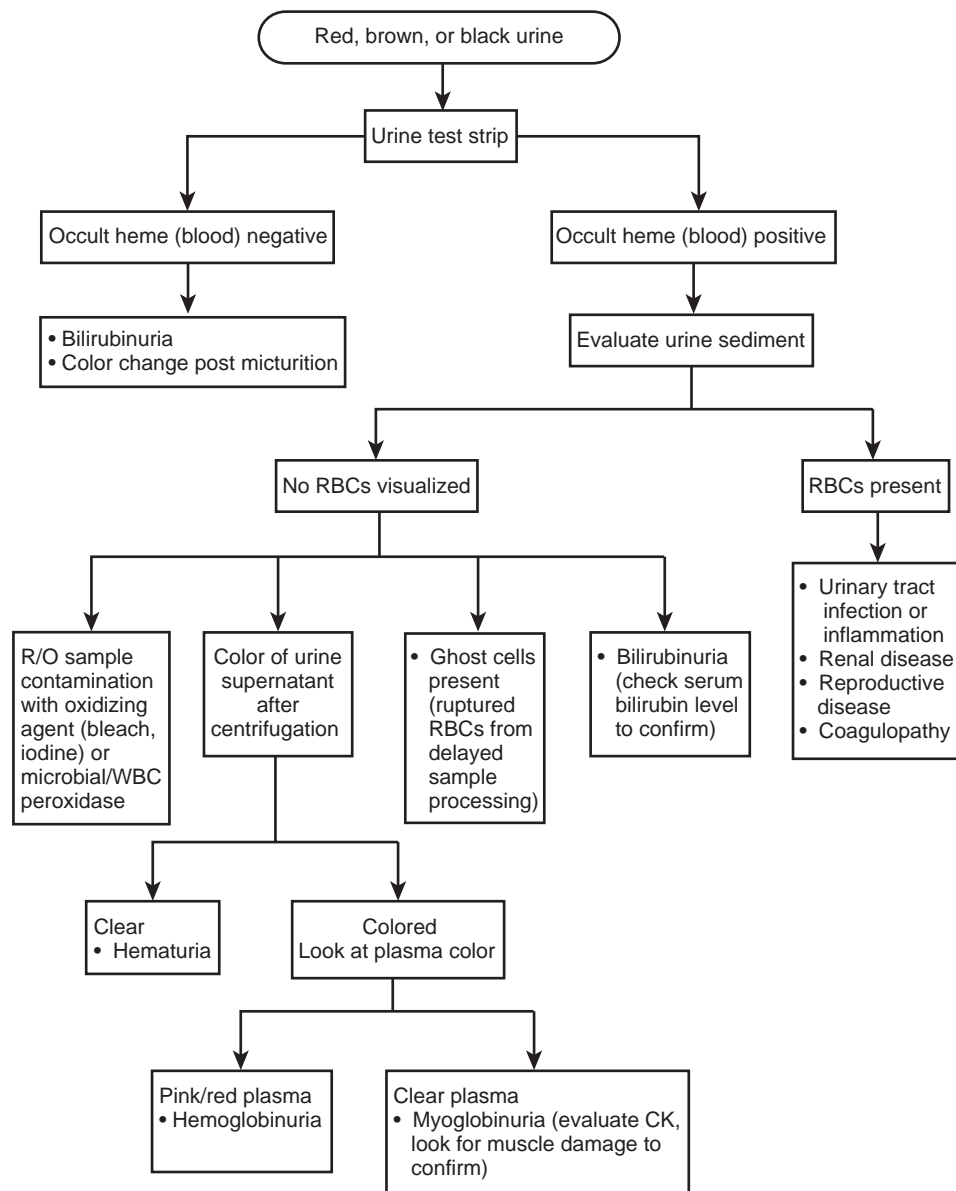 Red, brown, or black urine
Urine test strip
Occult heme (blood) negative
Occult heme (blood) positive
• Bilirubinuria
• Color change post micturition
Evaluate urine sediment
No RBCs visualized
RBCs present
R/O sample
contamination
with oxidizing
agent (bleach,
iodine) or
microbial/WBC
peroxidase
Color of urine
supernatant
after
centrifugation
• Ghost cells
present
(ruptured
RBCs from
delayed
sample
processing)
• Bilirubinuria
(check serum
bilirubin level
to confirm)
• Urinary tract
infection or
inflammation
• Renal disease
• Reproductive
disease
• Coagulopathy
Clear
• Hematuria
Colored
Look at plasma color
Pink/red plasma
• Hemoglobinuria
Clear plasma
• Myoglobinuria (evaluate CK,
look for muscle damage to
confirm)